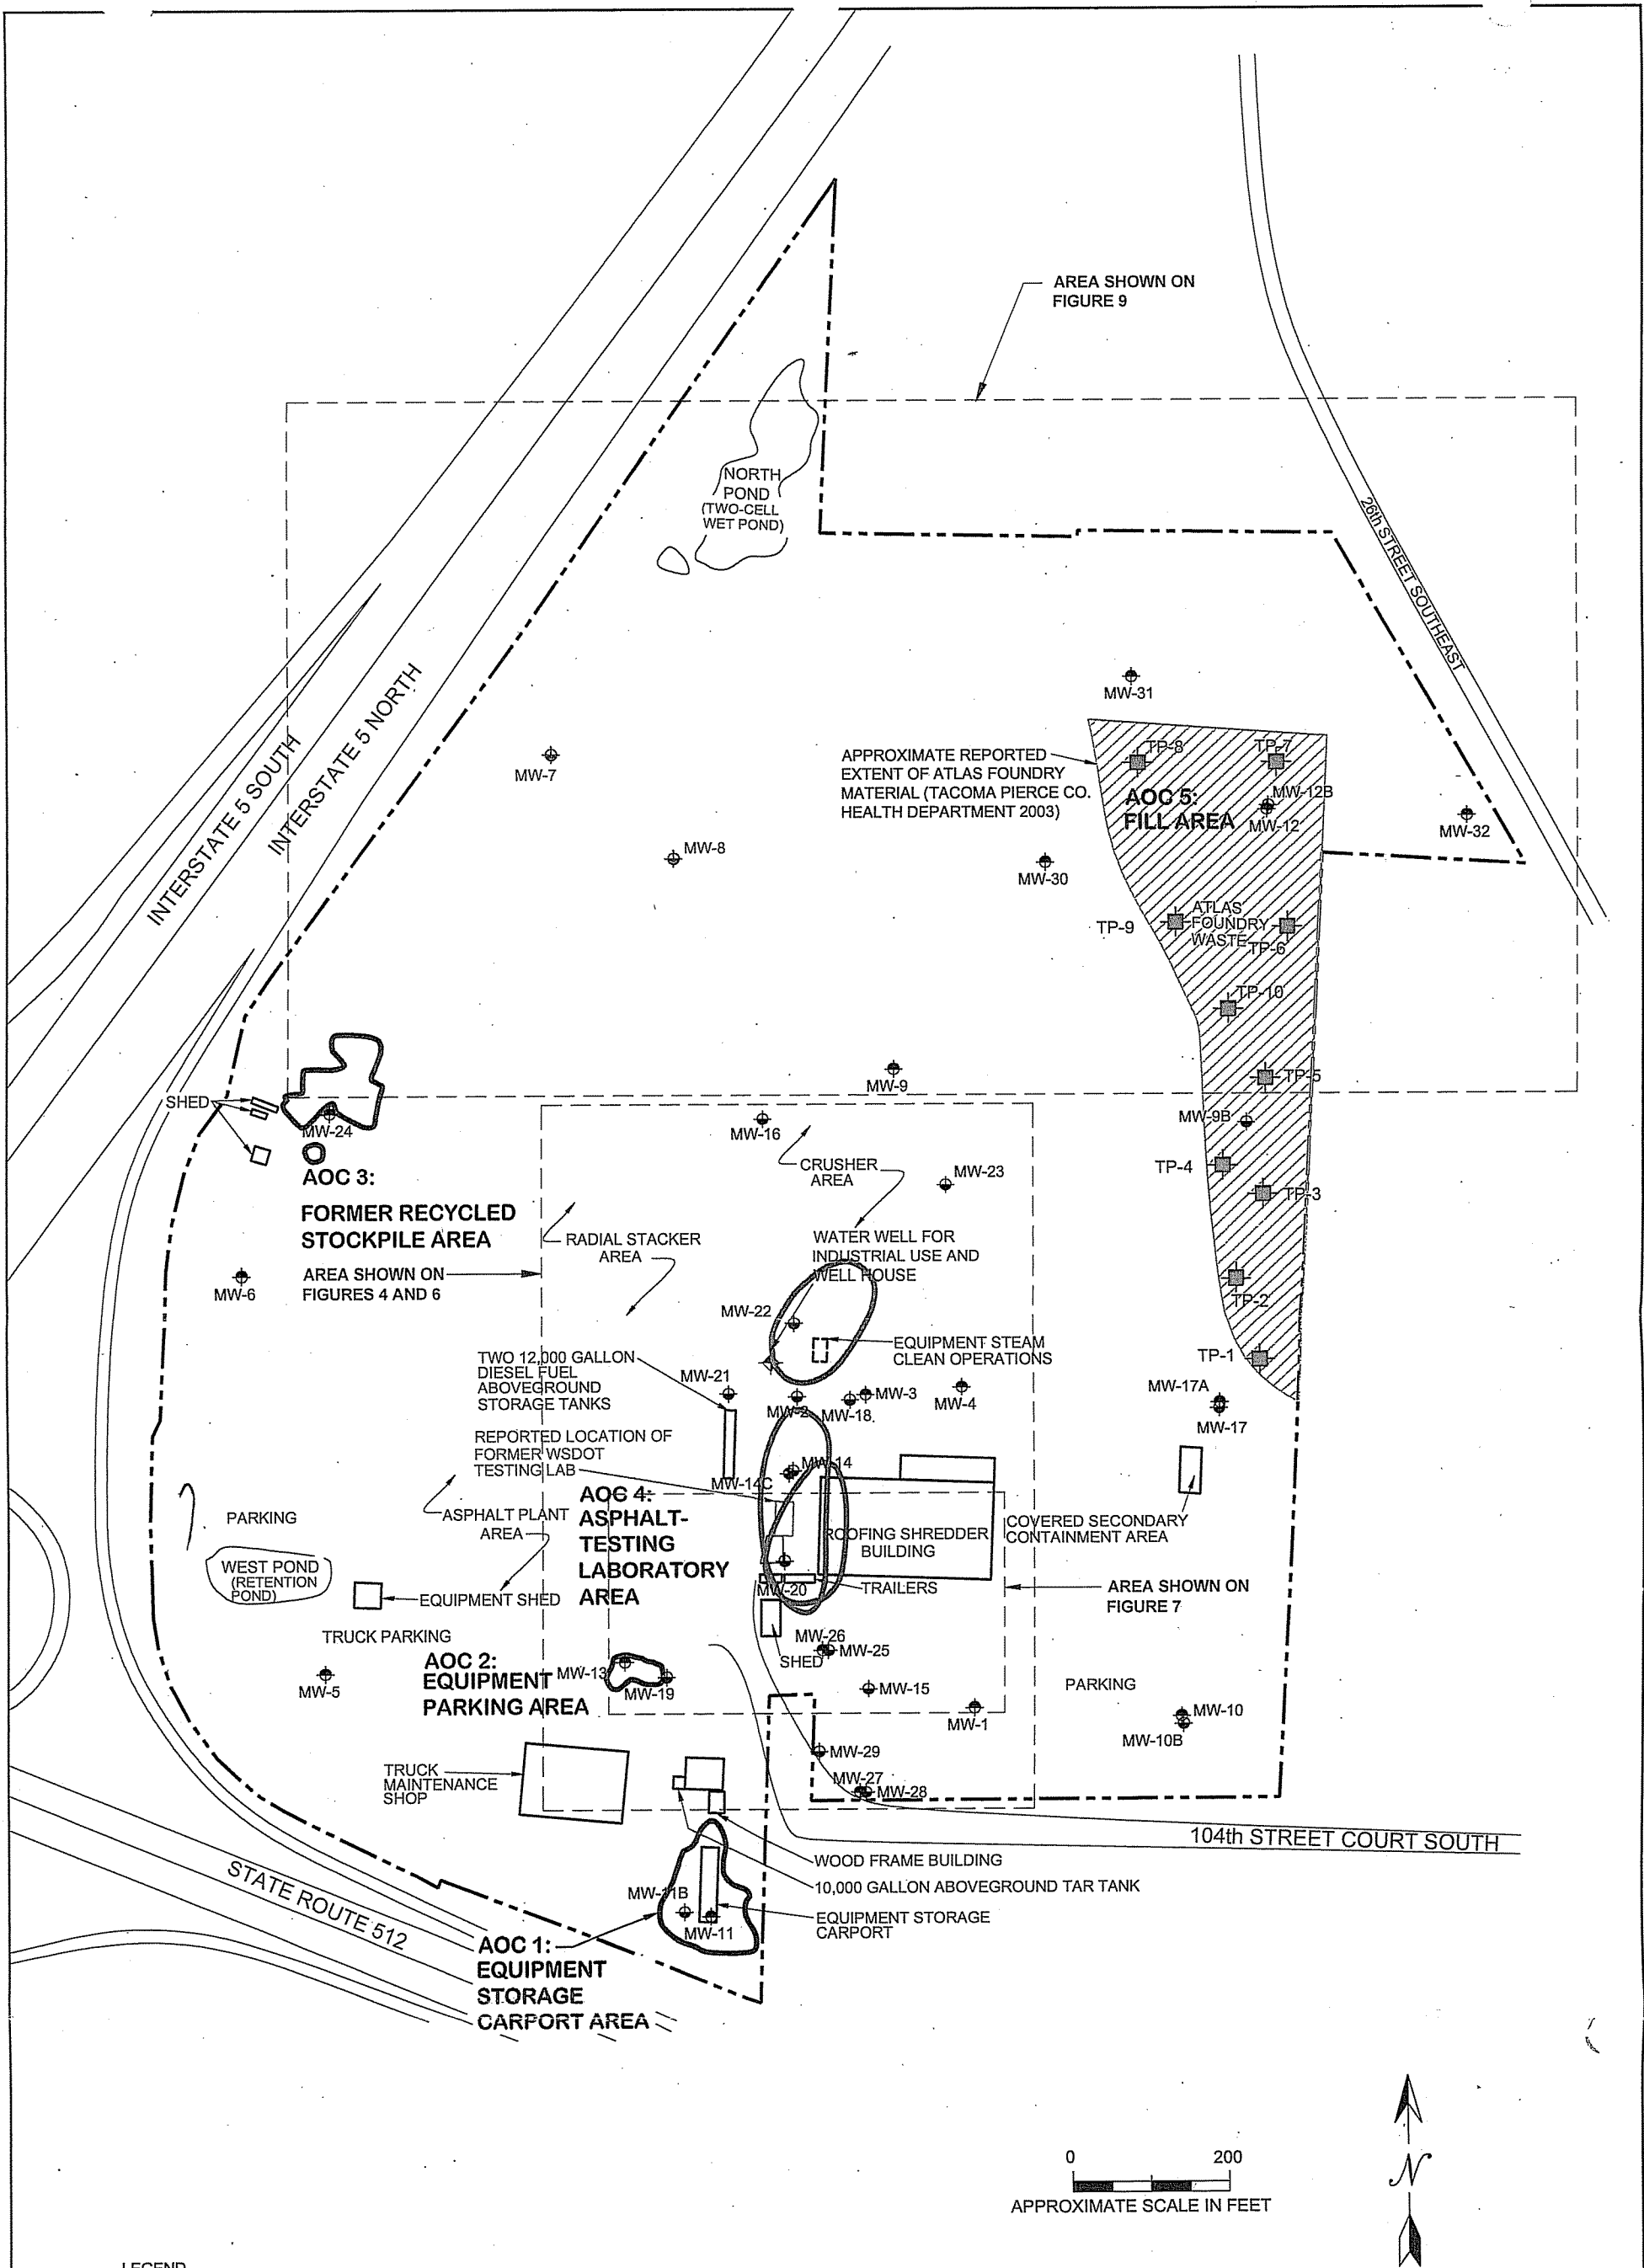 AREA SHOWN ON
FIGURE 9
NORTH
POND
(TWO-CELL
WET POND)
26th STREET SOUTHEAST
INTERSTATE 5 SOUTH
INTERSTATE 5 NORTH
MW-31
MW-7
APPROXIMATE REPORTED
EXTENT OF ATLAS FOUNDRY
MATERIAL (TACOMA PIERCE CO.
HEALTH DEPARTMENT 2003)
TP-8
TP-7
AOC 5:
FILL AREA
MW-12B
MW-12
MW-32
MW-8
MW-30
TP-9
ATLAS
FOUNDRY
WASTE
TP-6
TP-10
MW-9
TP-5
SHED
MW-24
MW-16
MW-9B
CRUSHER
AREA
MW-23
TP-4
TP-3
AOC 3:
FORMER RECYCLED
STOCKPILE AREA
RADIAL STACKER
AREA
WATER WELL FOR
INDUSTRIAL USE AND
WELL HOUSE
MW-6
AREA SHOWN ON
FIGURES 4 AND 6
TP-2
MW-22
EQUIPMENT STEAM
CLEAN OPERATIONS
TP-1
TWO 12,000 GALLON
DIESEL FUEL
ABOVEGROUND
STORAGE TANKS
MW-21
MW-2
MW-18
MW-3
MW-4
MW-17A
MW-17
REPORTED LOCATION OF
FORMER WSDOT
TESTING LAB
MW-14
MW-14C
AOC 4:
ASPHALT-
TESTING
LABORATORY
AREA
ASPHALT PLANT
AREA
PARKING
ROOFING SHREDDER
BUILDING
COVERED SECONDARY
CONTAINMENT AREA
WEST POND
(RETENTION
POND)
EQUIPMENT SHED
MW-20
TRAILERS
AREA SHOWN ON
FIGURE 7
TRUCK PARKING
MW-26
MW-25
SHED
AOC 2:
EQUIPMENT
PARKING AREA
MW-13
MW-19
MW-5
MW-15
MW-1
PARKING
MW-10
MW-10B
MW-29
TRUCK
MAINTENANCE
SHOP
MW-27
MW-28
104th STREET COURT SOUTH
WOOD FRAME BUILDING
10,000 GALLON ABOVEGROUND TAR TANK
STATE ROUTE 512
MW-11B
MW-11
EQUIPMENT STORAGE
CARPORT
AOC 1:
EQUIPMENT
STORAGE
CARPORT AREA
0 200
APPROXIMATE SCALE IN FEET
N
LEGEND